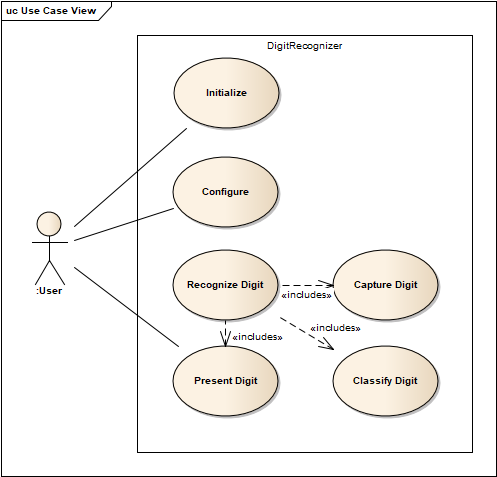 uc Use Case View
DigitRecognizer
Initialize
Configure
Recognize Digit
Capture Digit
«includes»
«includes»
«includes»
:User
Present Digit
Classify Digit